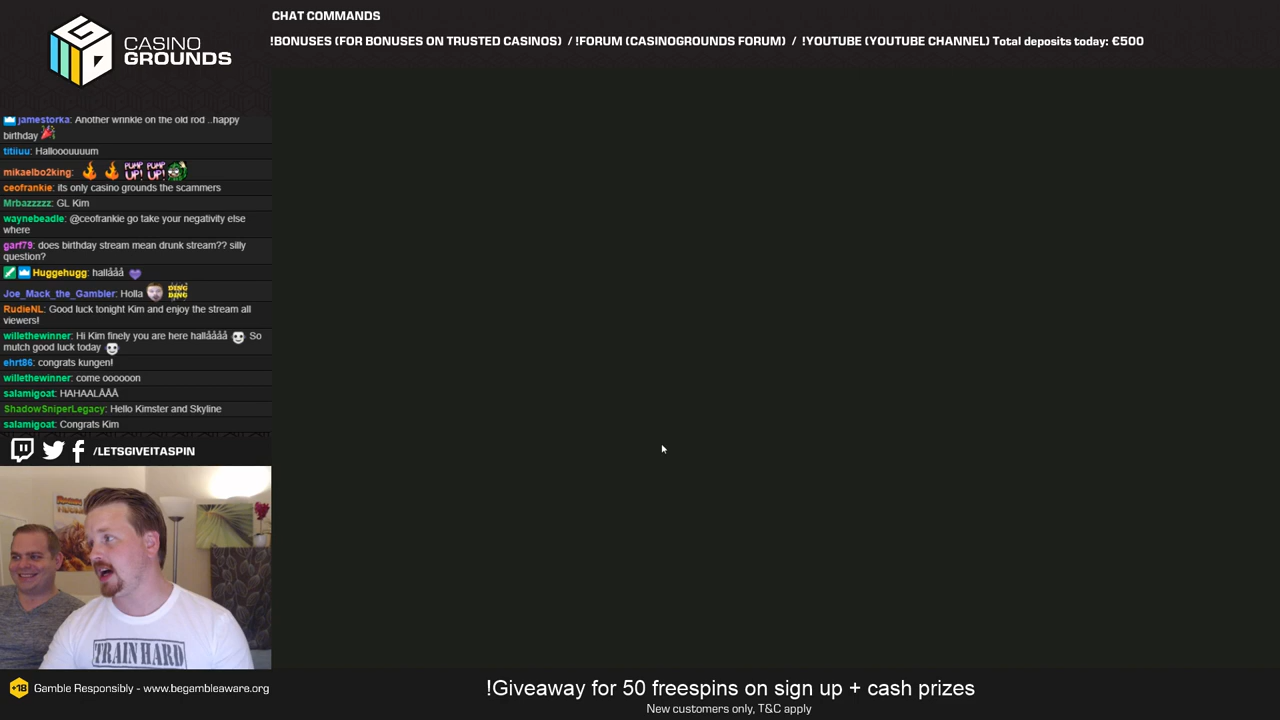 CASINO
GROUNDS
CHAT COMMANDS
!BONUSES (FOR BONUSES ON TRUSTED CASINOS) / !FORUM (CASINOGROUNDS FORUM) / !YOUTUBE (YOUTUBE CHANNEL) Total deposits today: €500
jamestorka: Another wrinkle on the old rod ..happy
birthday
titiiuu: Hallooouuuum
mikaelbo2king: PUMP UP! PUMP UP!
ceofrankie: its only casino grounds the scammers
Mrbazzzzz: GL Kim
waynebeadle: @ceofrankie go take your negativity else
where
garf79: does birthday stream mean drunk stream?? silly
question?
Huggehugg: hallååå
Joe_Mack_the_Gambler: Holla DING DING
RudieNL: Good luck tonight Kim and enjoy the stream all
viewers!
willethewinner: Hi Kim finely you are here hallåååå So
mutch good luck today
ehrt86: congrats kungen!
willethewinner: come oooooon
salamigoat: HAHAALÅÅÅ
ShadowSniperLegacy: Hello Kimster and Skyline
salamigoat: Congrats Kim
/LETSGIVEITASPIN
TRAIN HARD
+18 Gamble Responsibly - www.begambleaware.org
!Giveaway for 50 freespins on sign up + cash prizes
New customers only, T&C apply